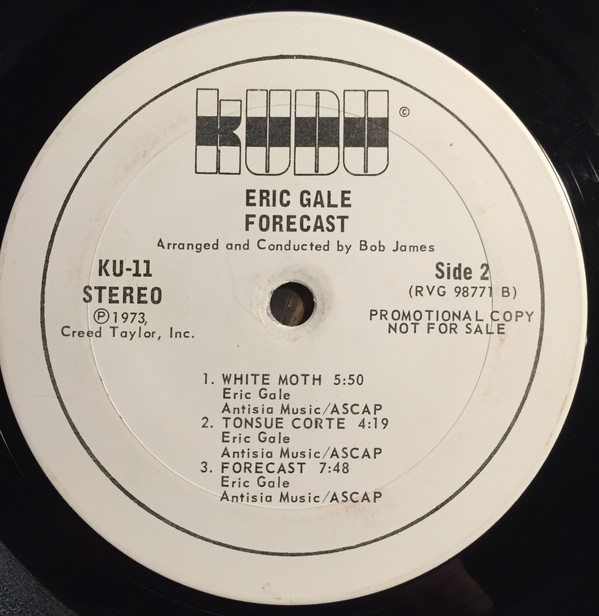 KUDU ©
ERIC GALE
FORECAST
Arranged and Conducted by Bob James
KU-11
STEREO
Ⓟ1973,
Creed Taylor, Inc.
Side 2
(RVG 98771 B)
PROMOTIONAL COPY
NOT FOR SALE
1. WHITE MOTH 5:50
Eric Gale
Antisia Music/ASCAP
2. TONSUE CORTE 4:19
Eric Gale
Antisia Music/ASCAP
3. FORECAST 7:48
Eric Gale
Antisia Music/ASCAP